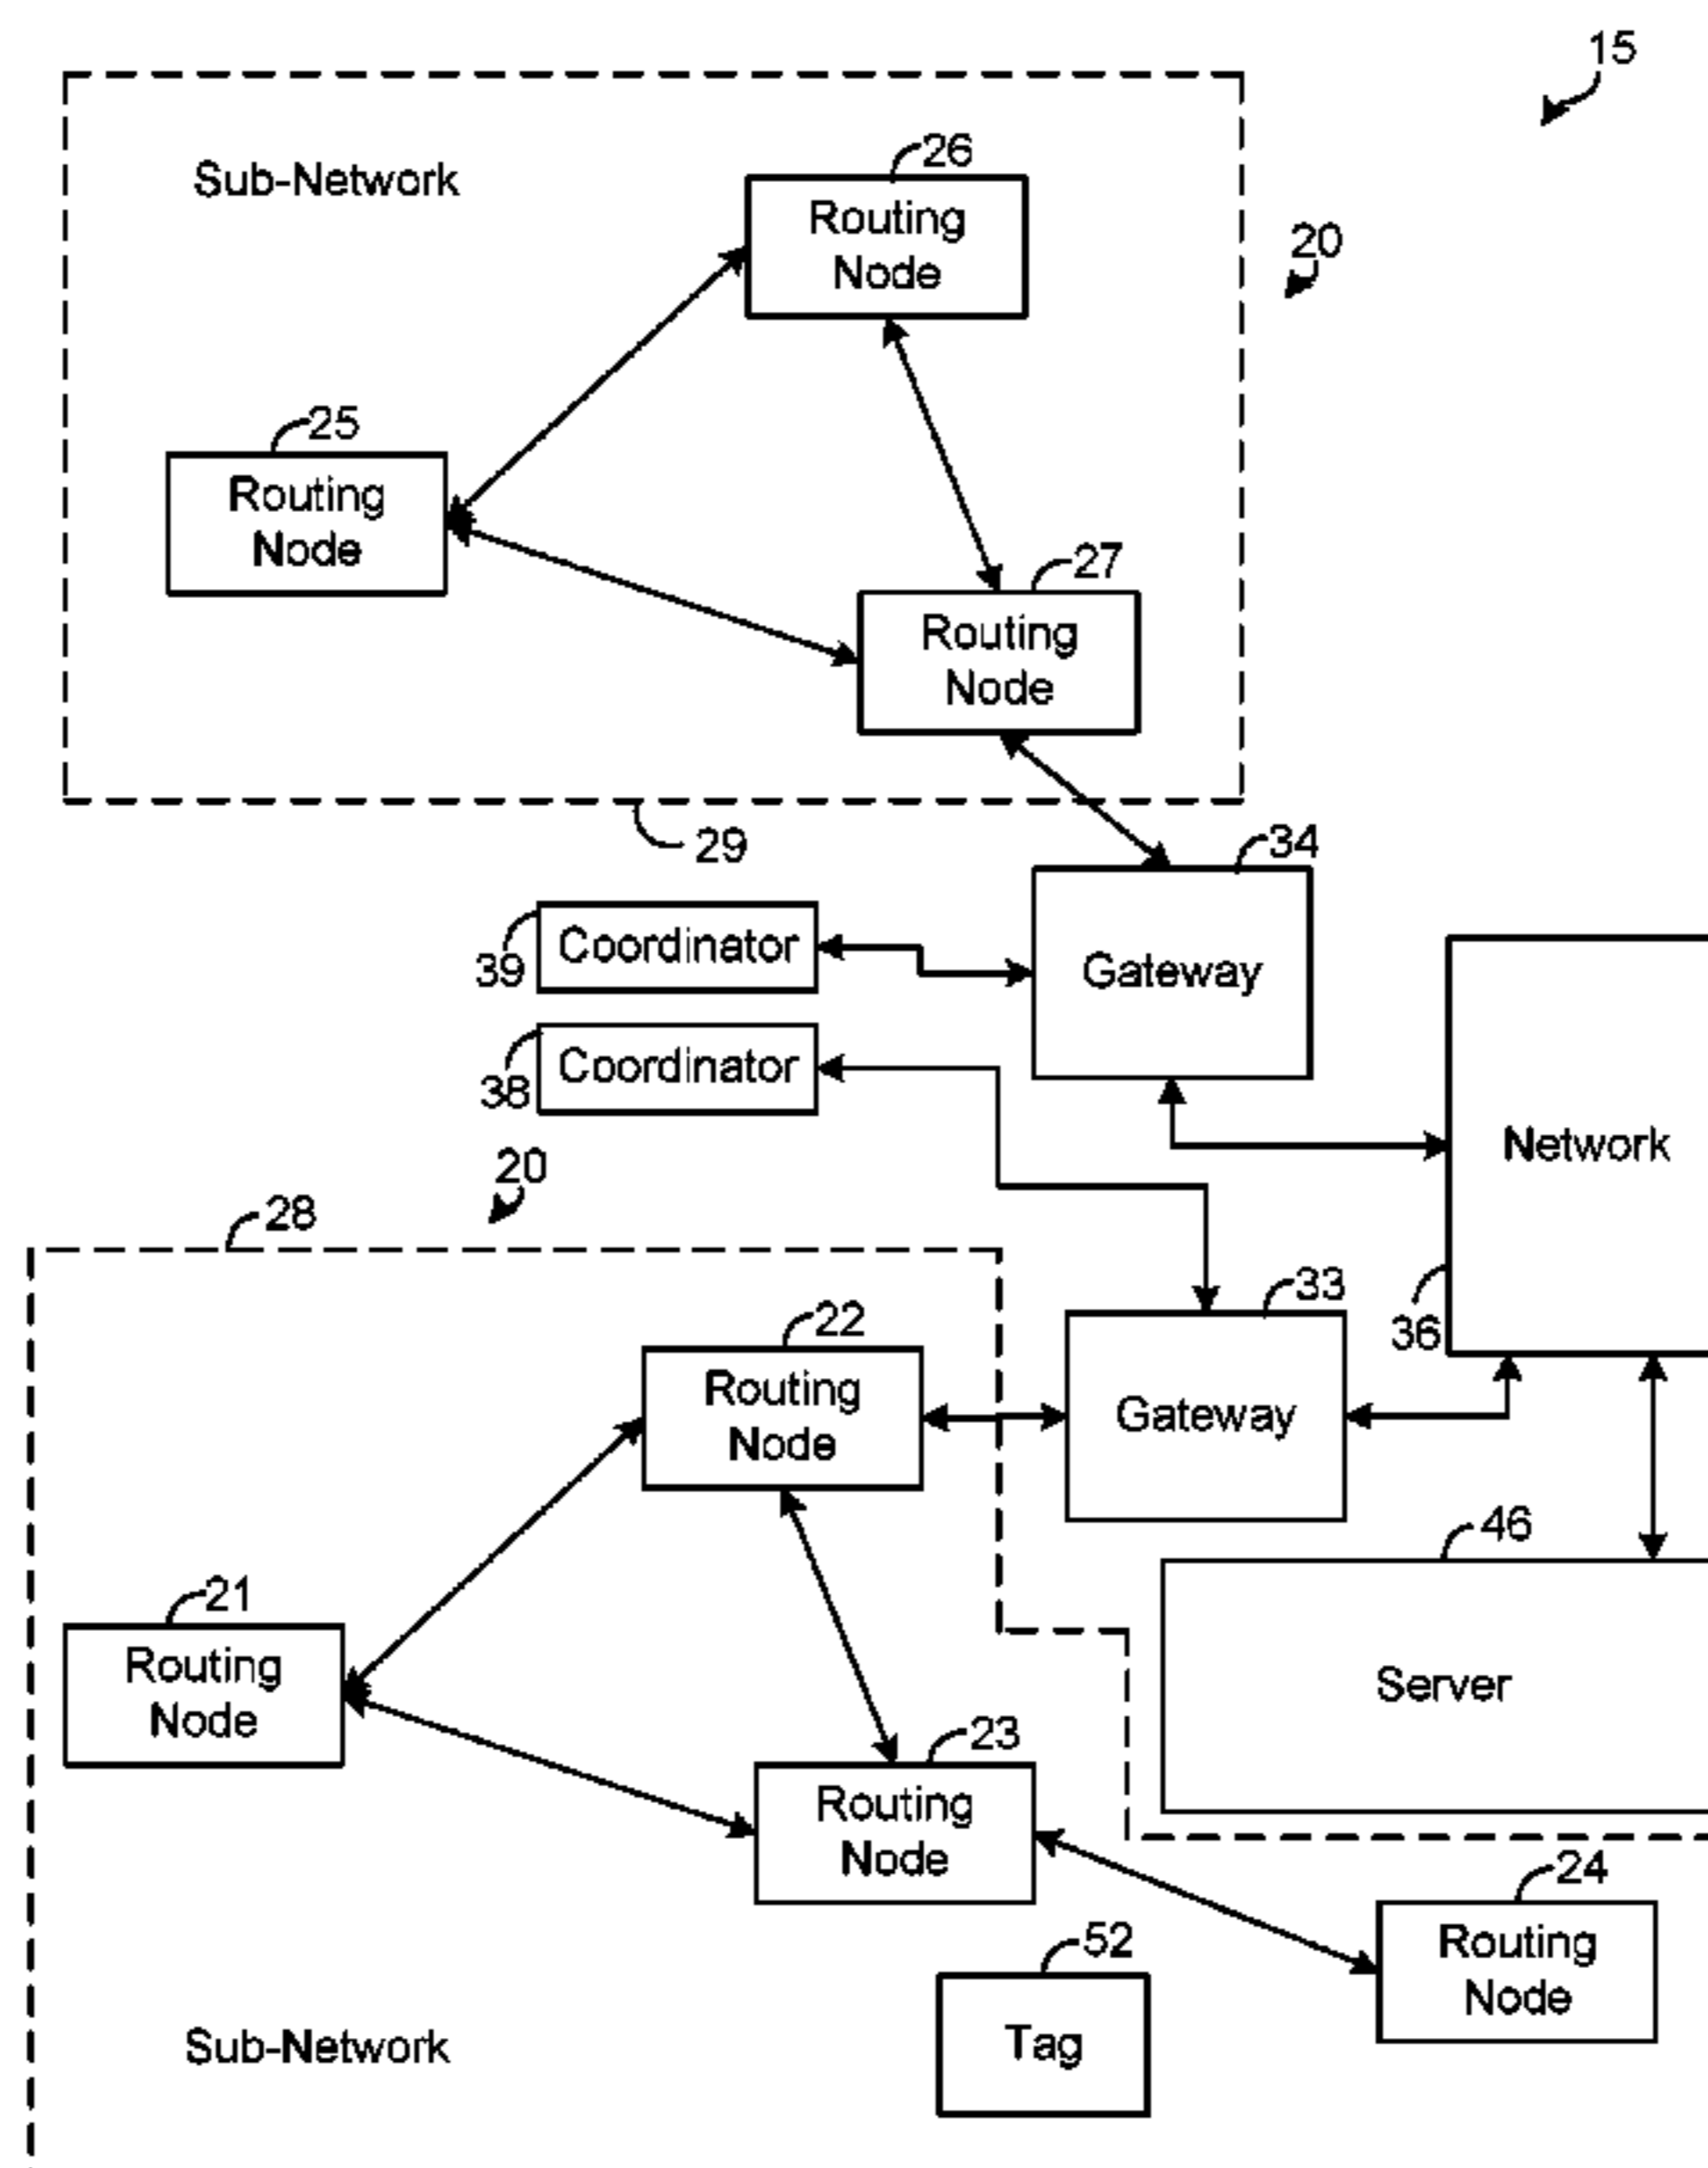 15
Sub-Network
26
Routing
Node
20
25
Routing
Node
27
Routing
Node
29
34
Gateway
39
Coordinator
38
Coordinator
Network
36
20
28
33
Gateway
22
Routing
Node
46
Server
21
Routing
Node
23
Routing
Node
24
Routing
Node
52
Tag
Sub-Network